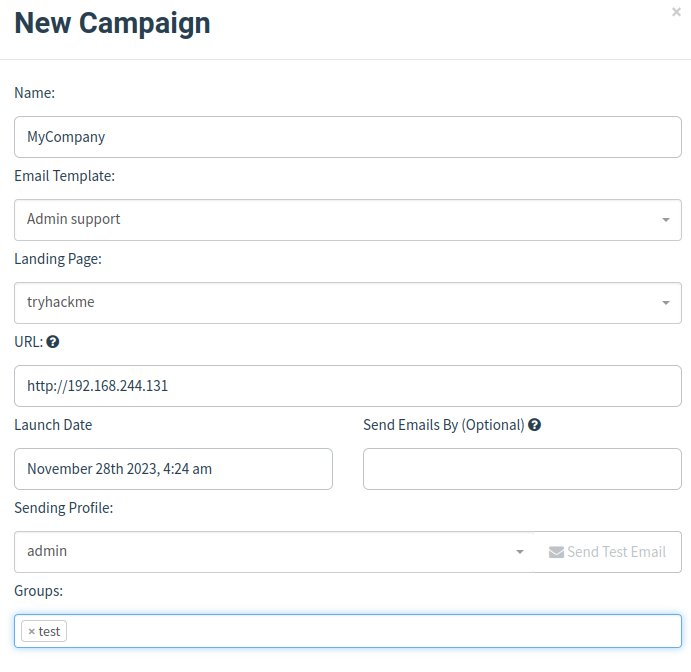 New Campaign
×
Name:
MyCompany
Email Template:
Admin support
Landing Page:
tryhackme
URL: ?
http://192.168.244.131
Launch Date
Send Emails By (Optional) ?
November 28th 2023, 4:24 am
Sending Profile:
admin
Send Test Email
Groups:
× test